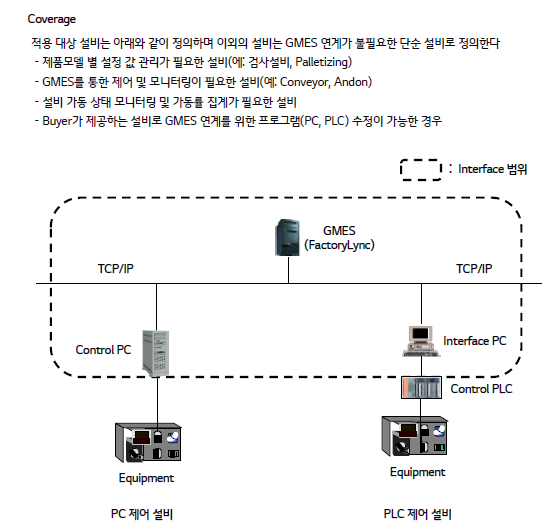 Coverage
적용 대상 설비는 아래와 같이 정의하며 이외의 설비는 GMES 연계가 불필요한 단순 설비로 정의한다
- 제품모델 별 설정 값 관리가 필요한 설비(에: 검사설비, Palletizing)
- GMES를 통한 제어 및 모니터링이 필요한 설비(예: Conveyor, Andon)
- 설비 가동 상태 모니터링 및 가동률 집계가 필요한 설비
- Buyer가 제공하는 설비로 GMES 연계를 위한 프로그램(PC, PLC) 수정이 가능한 경우
: Interface 범위
GMES
(FactoryLync)
TCP/IP
TCP/IP
Control PC
Interface PC
Control PLC
Equipment
Equipment
PC 제어 설비
PLC 제어 설비